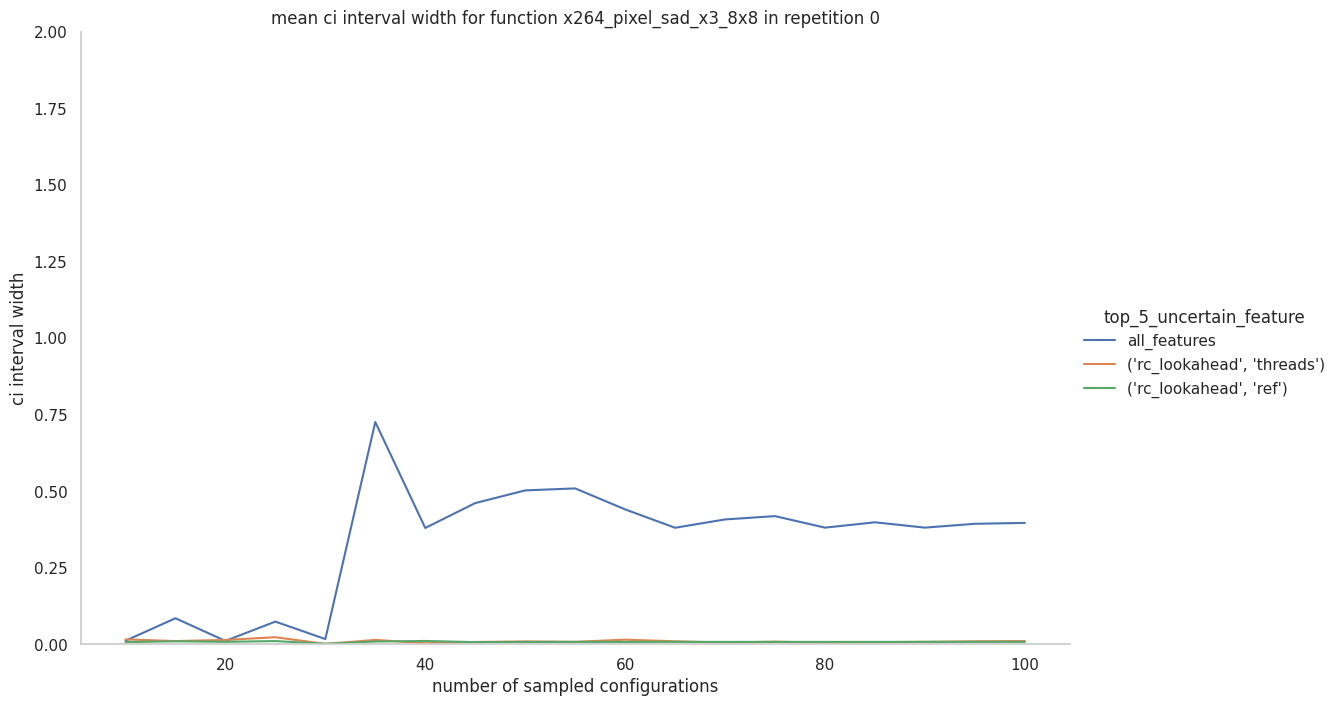 mean ci interval width for function x264_pixel_sad_x3_8x8 in repetition 0
2.00
1.75
1.50
1.25
1.00
0.75
0.50
0.25
0.00
ci interval width
20
40
60
80
100
number of sampled configurations
top_5_uncertain_feature
all_features
('rc_lookahead', 'threads')
('rc_lookahead', 'ref')